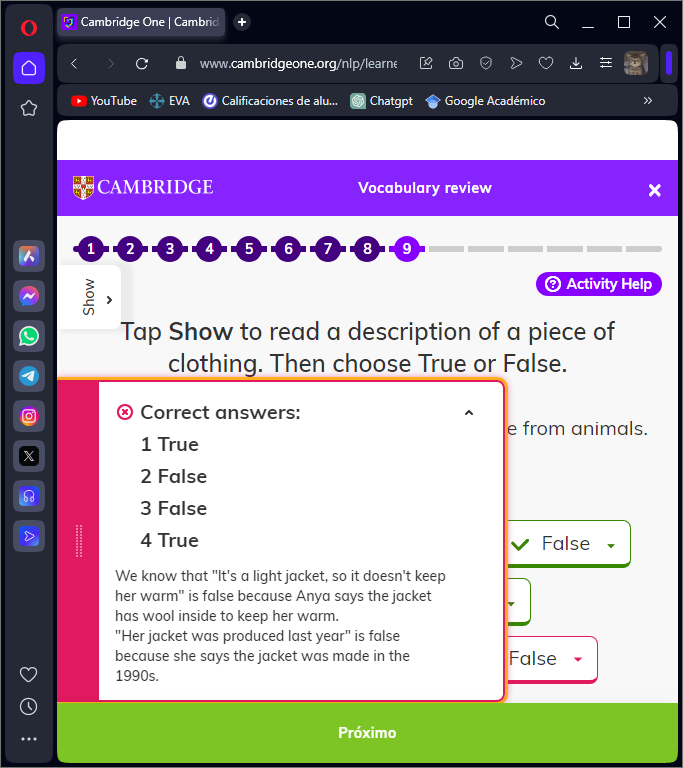 Cambridge One | Cambrid
www.cambridgeone.org/nlp/learne
YouTube EVA Calificaciones de alu... Chatgpt Google Académico »
CAMBRIDGE Vocabulary review
1 2 3 4 5 6 7 8 9
Activity Help
Show
Tap Show to read a description of a piece of
clothing. Then choose True or False.
Correct answers:
1 True
2 False
3 False
4 True
We know that "It's a light jacket, so it doesn't keep
her warm" is false because Anya says the jacket
has wool inside to keep her warm.
"Her jacket was produced last year" is false
because she says the jacket was made in the
1990s.
e from animals.
False
False
Próximo